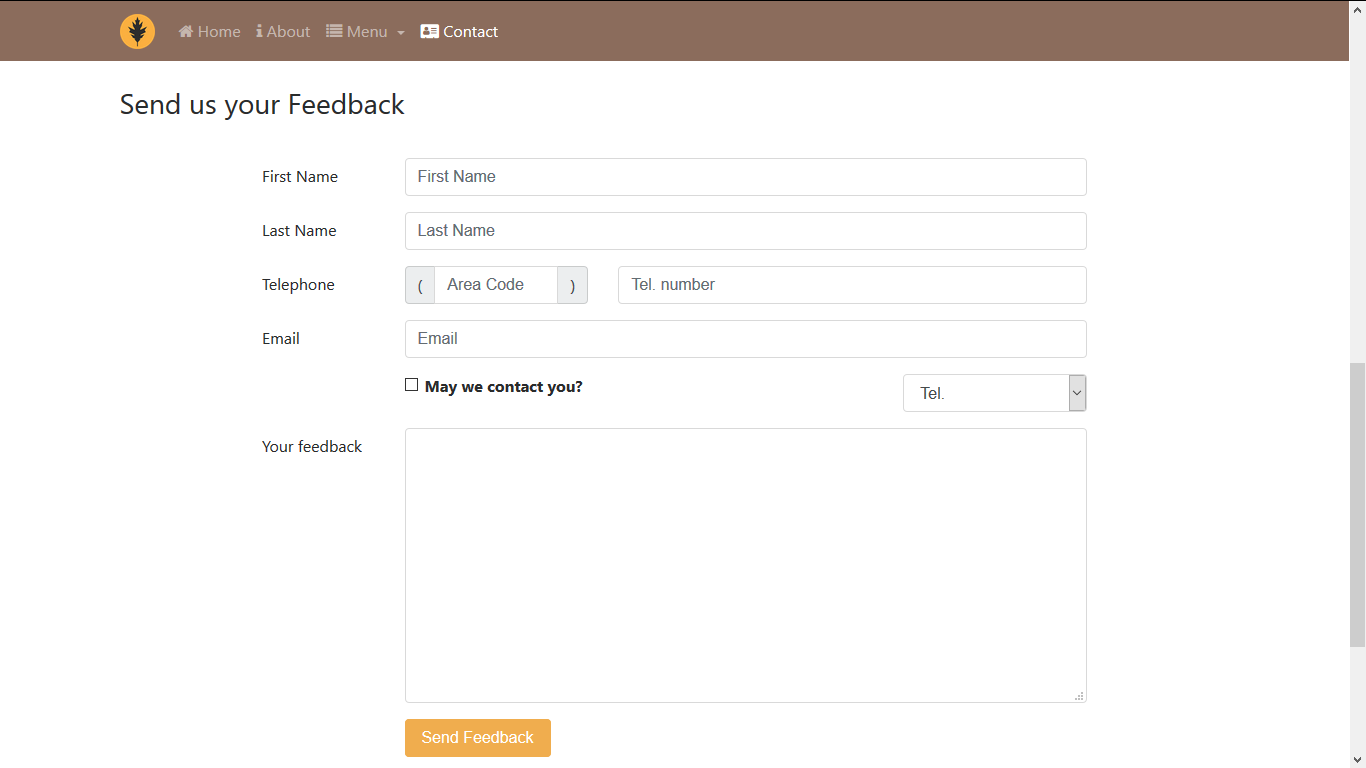 Home About Menu Contact
Send us your Feedback
First Name First Name
Last Name Last Name
Telephone ( Area Code ) Tel. number
Email Email
May we contact you? Tel.
Your feedback
Send Feedback